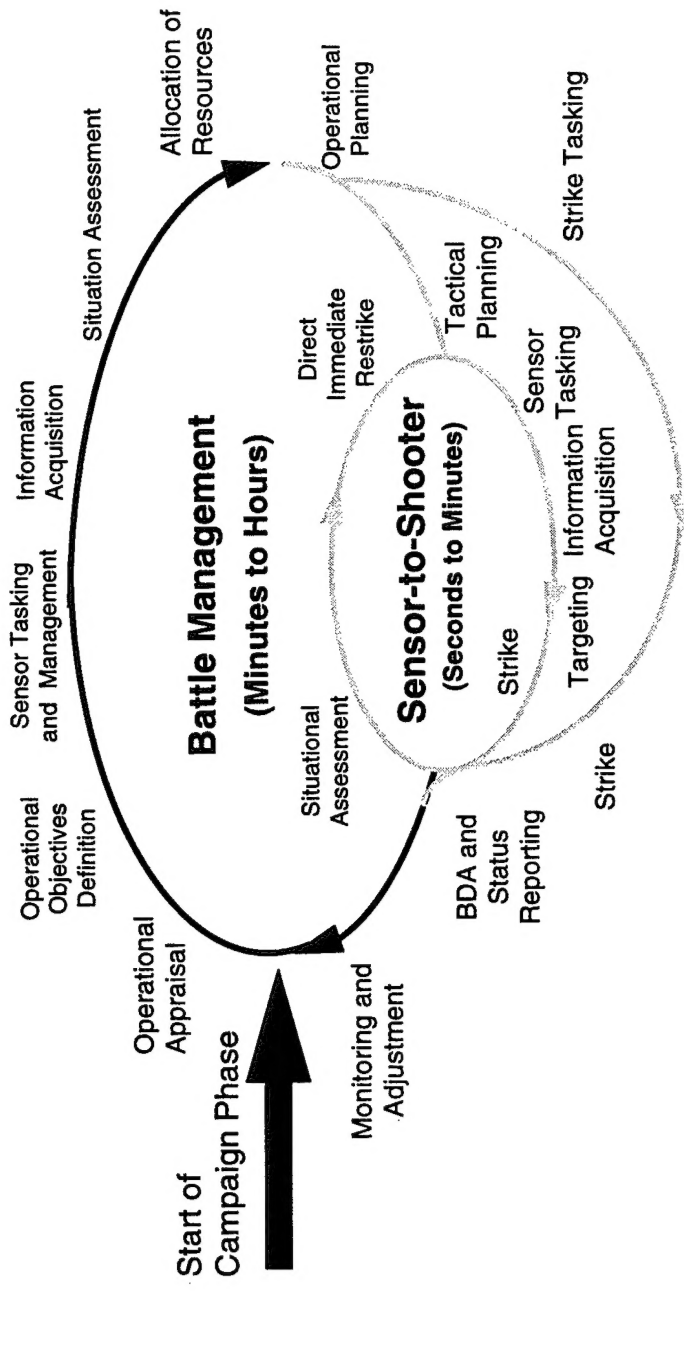 Start of
Campaign Phase
Operational
Appraisal
Operational
Objectives
Definition
Sensor Tasking
and Management
Information
Acquisition
Situation Assessment
Allocation of
Resources
Operational
Planning
Battle Management
(Minutes to Hours)
Direct
Immediate
Restrike
Tactical
Planning
Strike Tasking
Situational
Assessment
Sensor-to-Shooter
(Seconds to Minutes)
Strike
Sensor
Tasking
Information
Acquisition
Targeting
Strike
BDA and
Status
Reporting
Monitoring and
Adjustment